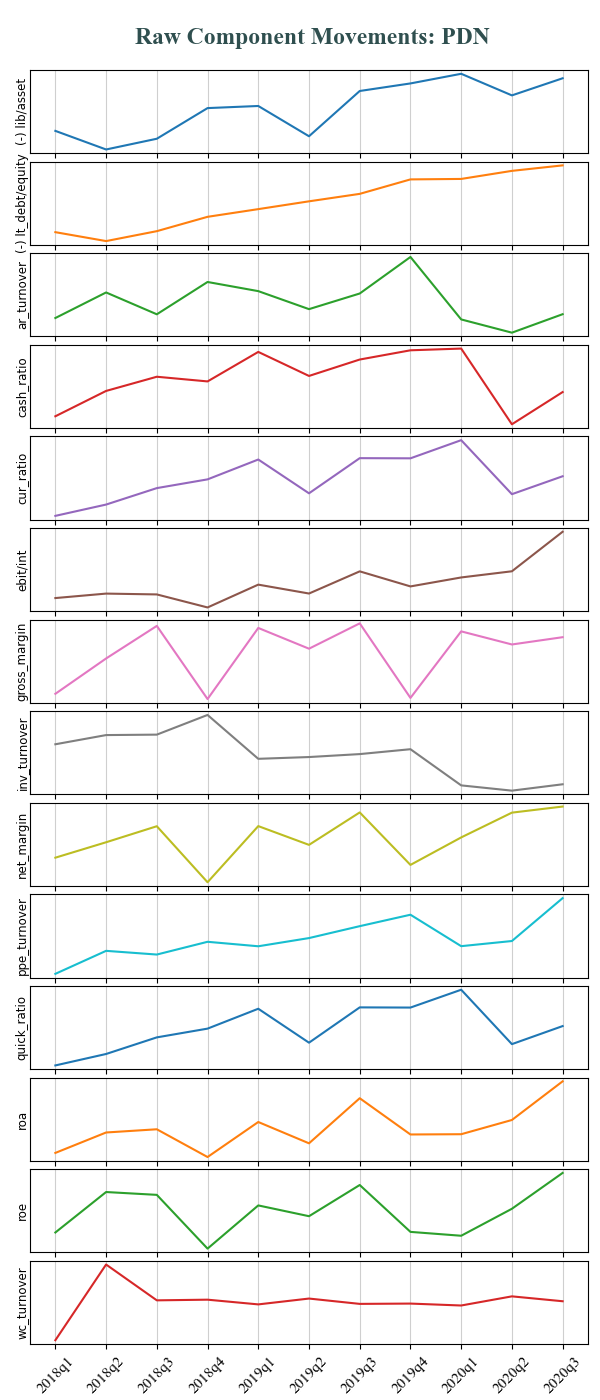 Raw Component Movements: PDN
(-) lib/asset
(-) lt_debt/equity
ar_turnover
cash_ratio
cur_ratio
ebit/int
gross_margin
inv_turnover
net_margin
ppe_turnover
quick_ratio
roa
roe
wc_turnover
2018q1 2018q2 2018q3 2018q4 2019q1 2019q2 2019q3 2019q4 2020q1 2020q2 2020q3